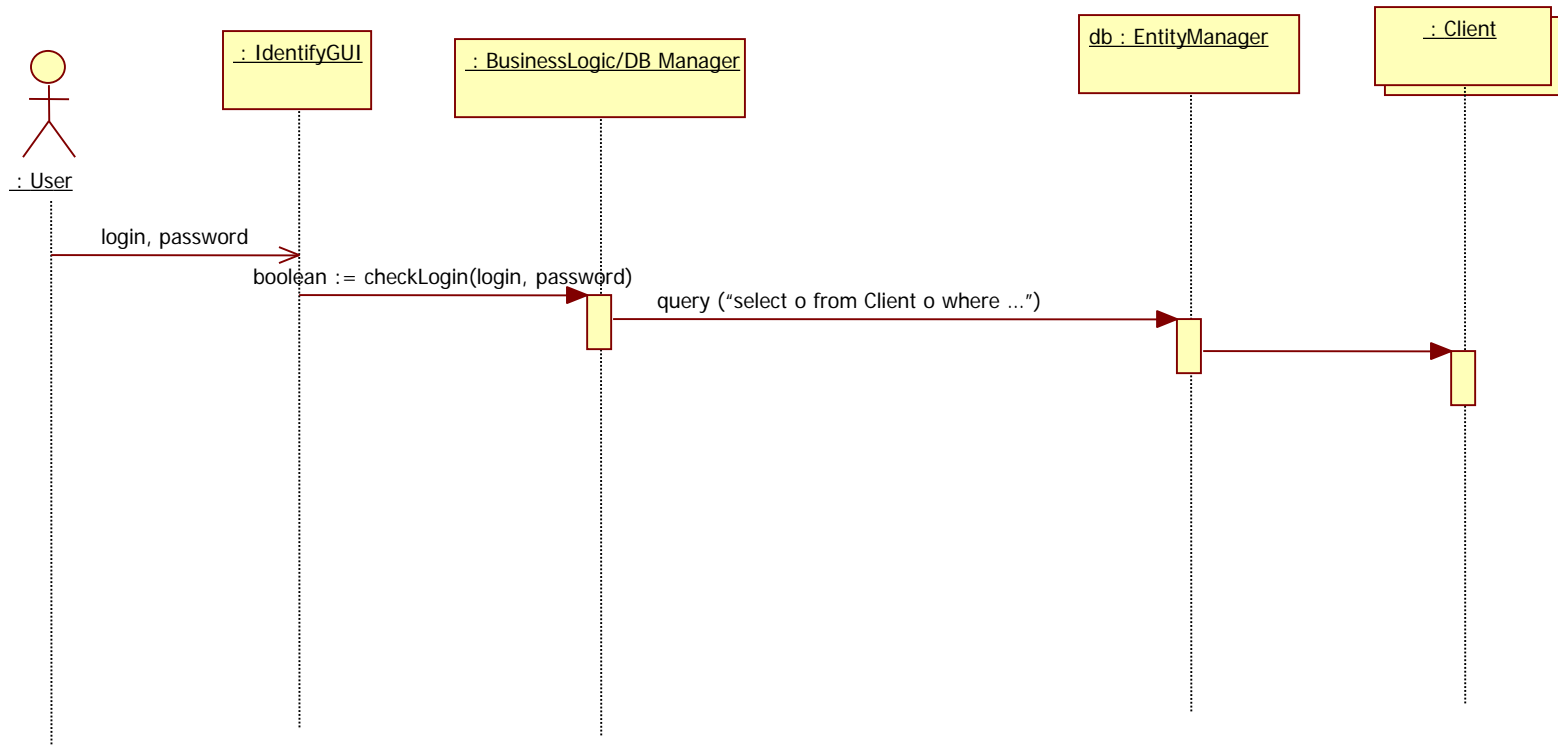 : IdentifyGUI
: BusinessLogic/DB Manager
db : EntityManager
: Client
: User
login, password
boolean := checkLogin(login, password)
query (“select o from Client o where ...”)